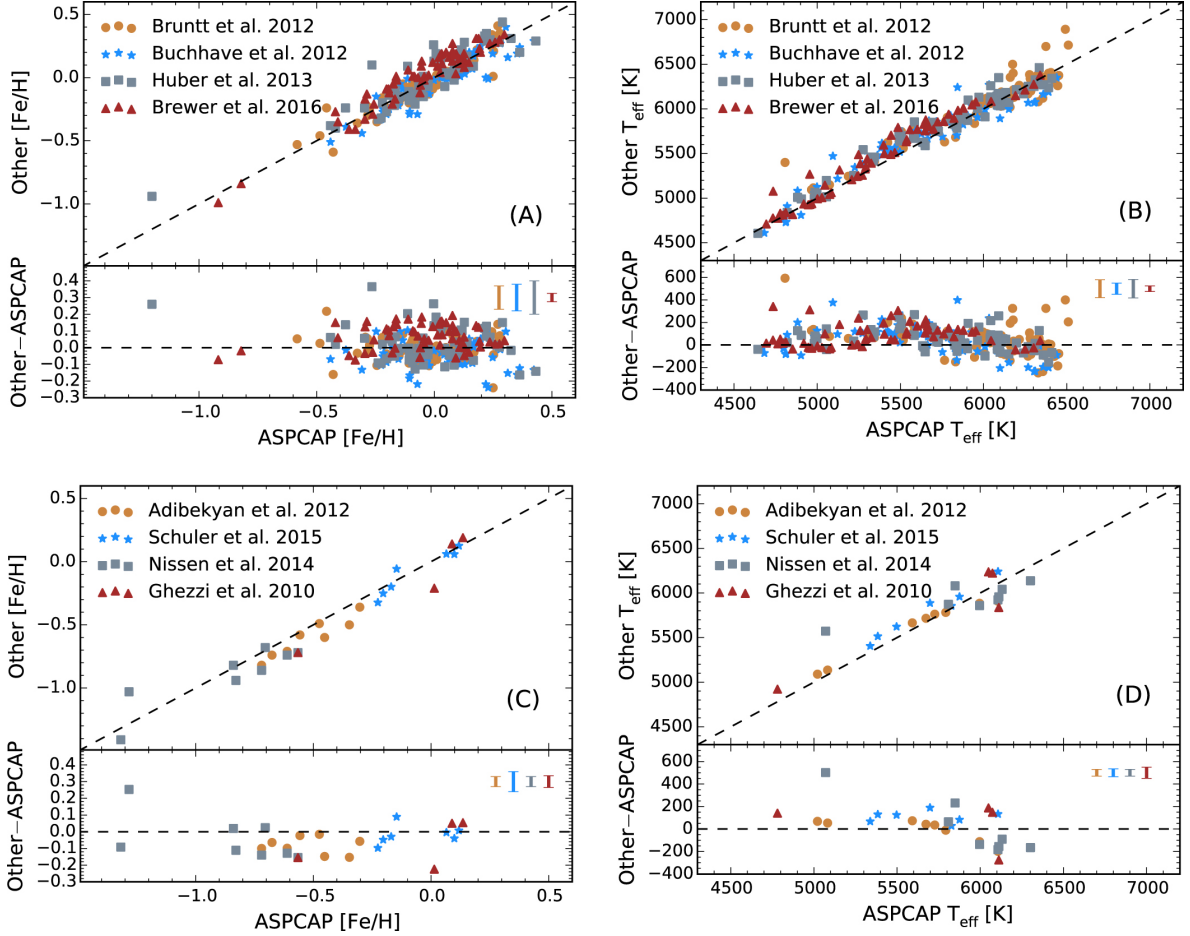 0.5
0.0
−0.5
−1.0
Other [Fe/H]
Bruntt et al. 2012
Buchhave et al. 2012
Huber et al. 2013
Brewer et al. 2016
(A)
0.4
0.3
0.2
0.1
0.0
−0.1
−0.2
−0.3
Other−ASPCAP
−1.0
−0.5
0.0
0.5
ASPCAP [Fe/H]
7000
6500
6000
5500
5000
4500
Other T_eff [K]
Bruntt et al. 2012
Buchhave et al. 2012
Huber et al. 2013
Brewer et al. 2016
(B)
600
400
200
0
−200
−400
Other−ASPCAP
4500 5000 5500 6000 6500 7000
ASPCAP T_eff [K]
0.5
0.0
−0.5
−1.0
Other [Fe/H]
Adibekyan et al. 2012
Schuler et al. 2015
Nissen et al. 2014
Ghezzi et al. 2010
(C)
0.4
0.3
0.2
0.1
0.0
−0.1
−0.2
−0.3
Other−ASPCAP
−1.0
−0.5
0.0
0.5
ASPCAP [Fe/H]
7000
6500
6000
5500
5000
4500
Other T_eff [K]
Adibekyan et al. 2012
Schuler et al. 2015
Nissen et al. 2014
Ghezzi et al. 2010
(D)
600
400
200
0
−200
−400
Other−ASPCAP
4500 5000 5500 6000 6500 7000
ASPCAP T_eff [K]